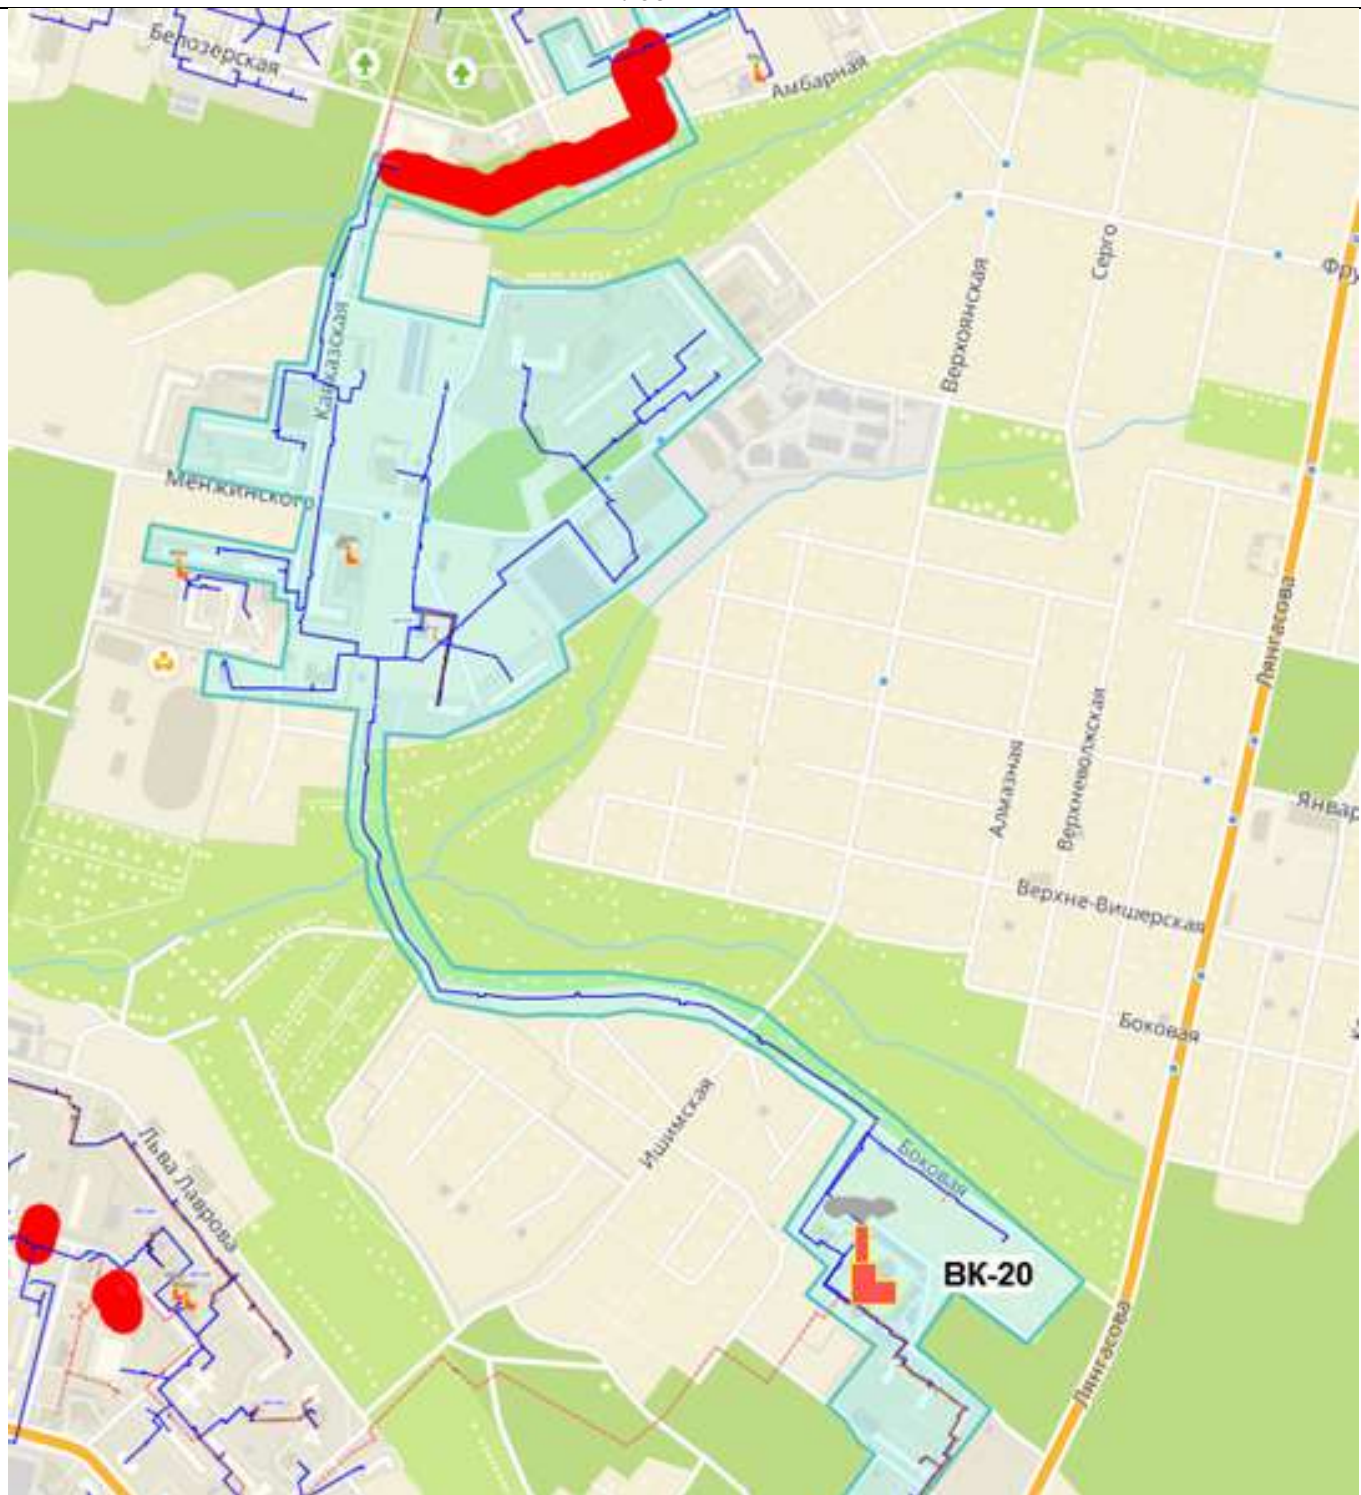 Белозерская
Амбарная
Серго
Фру
Верхоянская
Кавказская
Менжинского
Лянгасова
Алмазная
Верхневолжская
Январ
Верхне-Вишерская
Боковая
Ишимская
Льва Лаврова
Боковая
ВК-20
Лянгасова